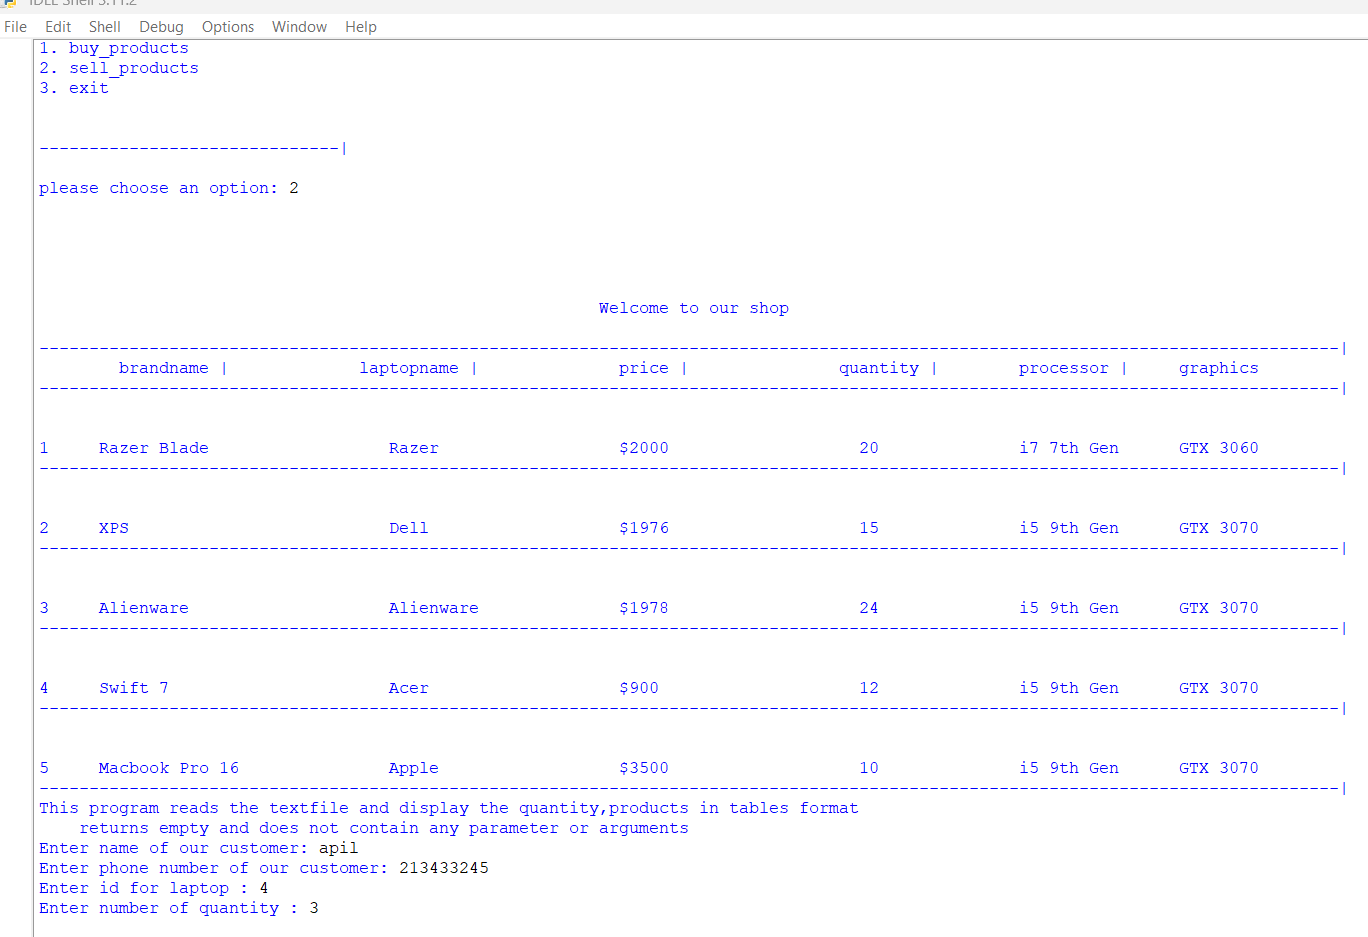 IDLE Shell 3.11.2
File Edit Shell Debug Options Window Help
1. buy_products
2. sell_products
3. exit
------------------------------|
please choose an option: 2
Welcome to our shop
----------------------------------------------------------------------------------------------------------------------------------|
brandname | laptopname | price | quantity | processor | graphics
----------------------------------------------------------------------------------------------------------------------------------|
1 Razer Blade Razer $2000 20 i7 7th Gen GTX 3060
----------------------------------------------------------------------------------------------------------------------------------|
2 XPS Dell $1976 15 i5 9th Gen GTX 3070
----------------------------------------------------------------------------------------------------------------------------------|
3 Alienware Alienware $1978 24 i5 9th Gen GTX 3070
----------------------------------------------------------------------------------------------------------------------------------|
4 Swift 7 Acer $900 12 i5 9th Gen GTX 3070
----------------------------------------------------------------------------------------------------------------------------------|
5 Macbook Pro 16 Apple $3500 10 i5 9th Gen GTX 3070
----------------------------------------------------------------------------------------------------------------------------------|
This program reads the textfile and display the quantity,products in tables format
returns empty and does not contain any parameter or arguments
Enter name of our customer: apil
Enter phone number of our customer: 213433245
Enter id for laptop : 4
Enter number of quantity : 3